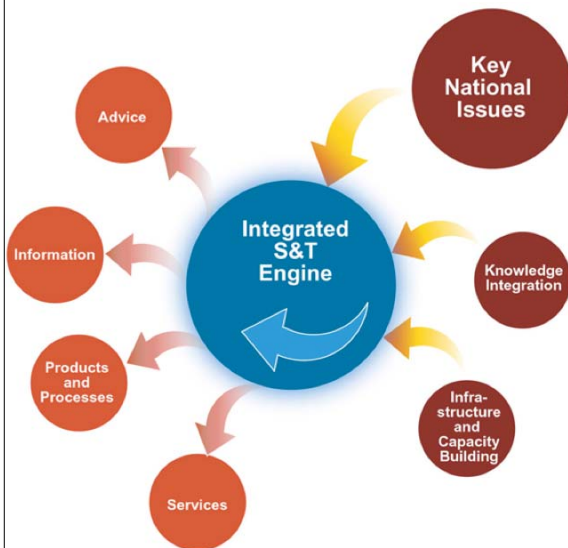 Key
National
Issues
Advice
Integrated
S&T
Engine
Information
Knowledge
Integration
Products
and
Processes
Infra-
structure
and
Capacity
Building
Services